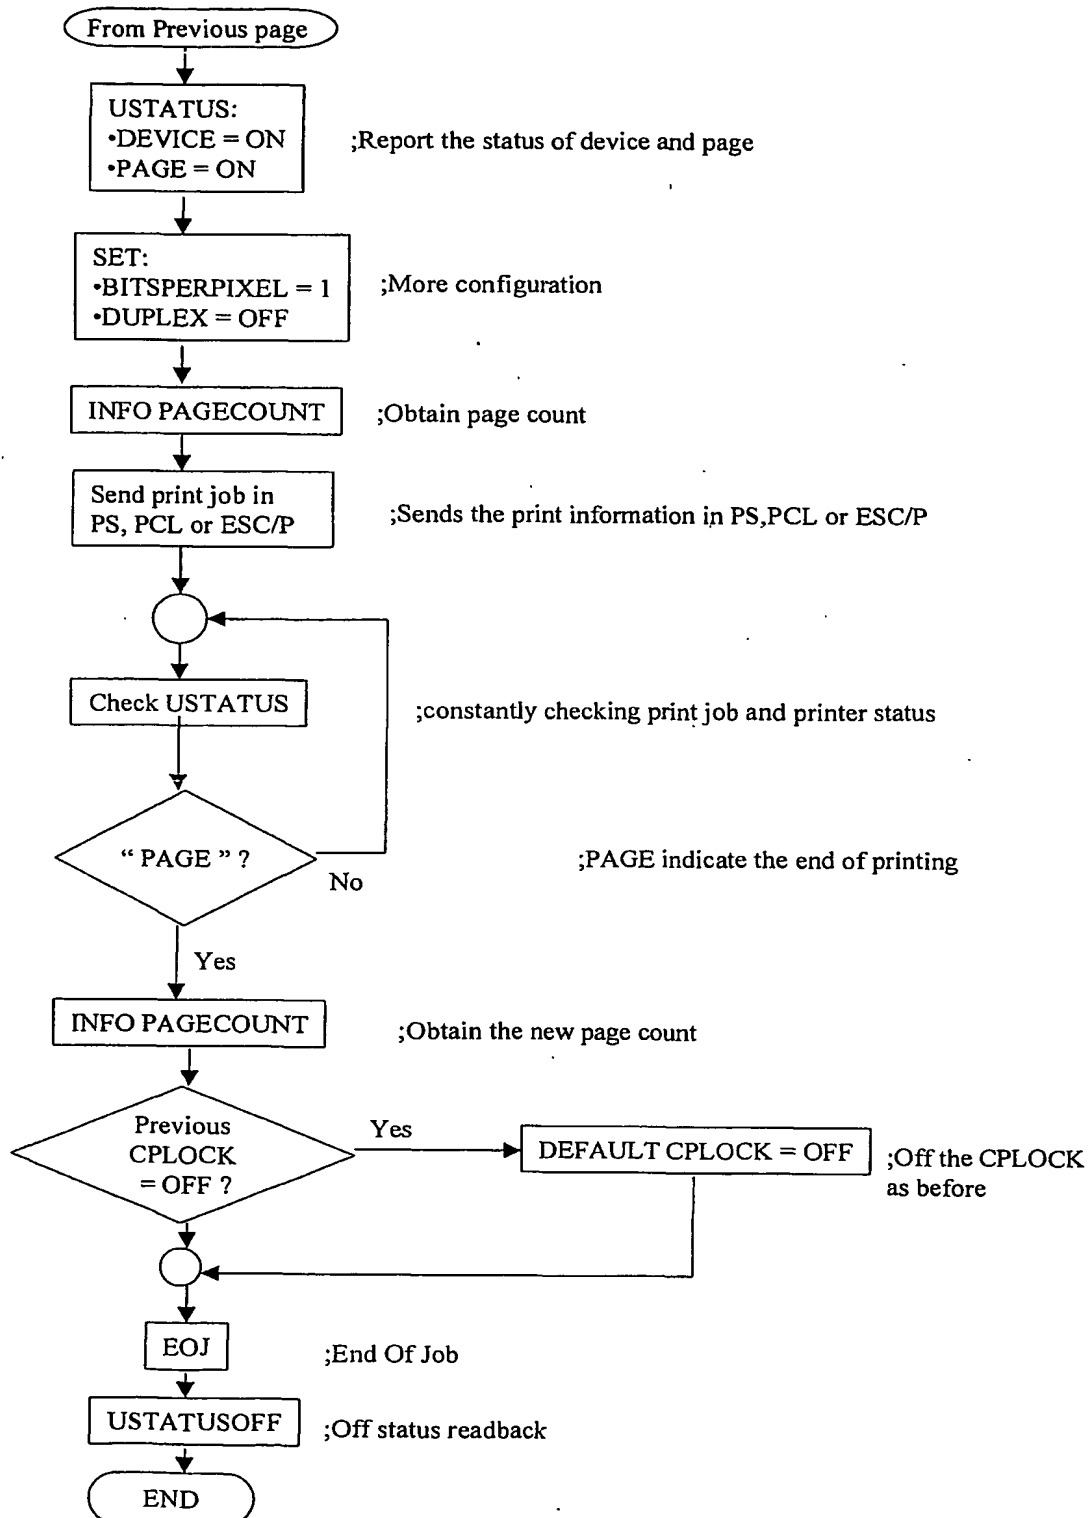 From Previous page
USTATUS:
•DEVICE = ON
•PAGE = ON
;Report the status of device and page
SET:
•BITSPERPIXEL = 1
•DUPLEX = OFF
;More configuration
INFO PAGECOUNT
;Obtain page count
Send print job in
PS, PCL or ESC/P
;Sends the print information in PS,PCL or ESC/P
Check USTATUS
;constantly checking print job and printer status
“ PAGE ” ?
No
;PAGE indicate the end of printing
Yes
INFO PAGECOUNT
;Obtain the new page count
Previous
CPLOCK
= OFF ?
Yes
DEFAULT CPLOCK = OFF
;Off the CPLOCK
as before
EOJ
;End Of Job
USTATUSOFF
;Off status readback
END